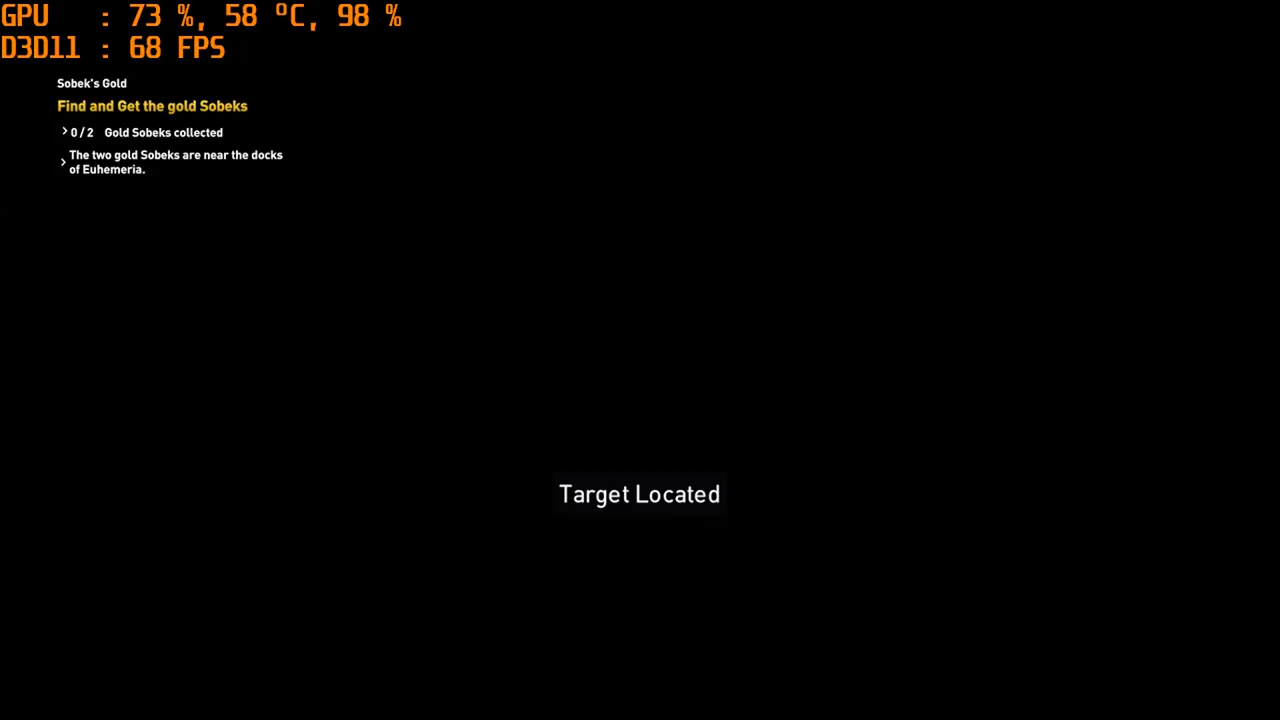 GPU : 73 %, 58 °C, 98 %
D3D11 : 68 FPS
Sobek's Gold
Find and Get the gold Sobeks
0/2 Gold Sobeks collected
The two gold Sobeks are near the docks
of Euhemeria.
Target Located